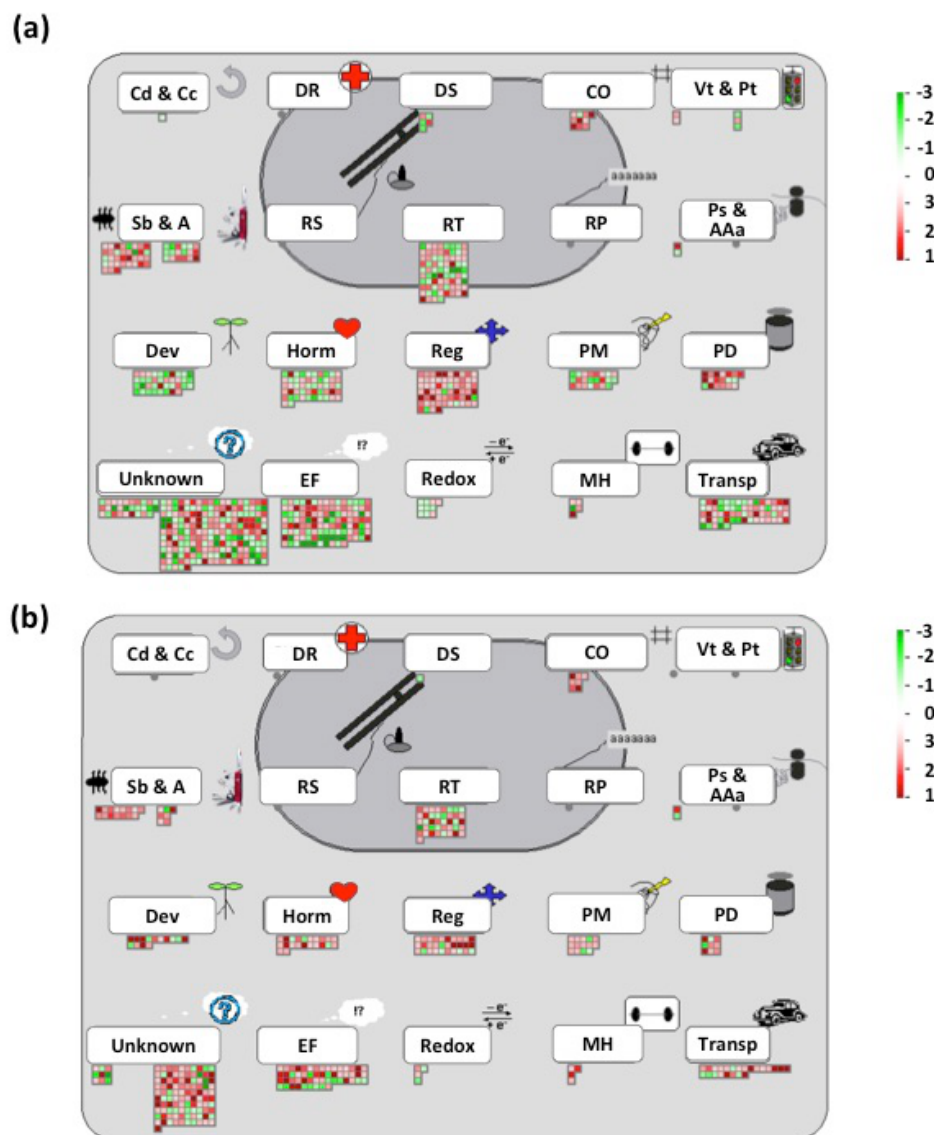 (a)
Cd & Cc DR DS CO Vt & Pt
-3
-2
-1
0
3
2
1
Sb & A RS RT RP Ps & AAa
aaaaaaa
Dev Horm Reg PM PD
? !? – e-
+ e-
Unknown EF Redox MH Transp
(b)
Cd & Cc DR DS CO Vt & Pt
-3
-2
-1
0
3
2
1
Sb & A RS RT RP Ps & AAa
aaaaaaa
Dev Horm Reg PM PD
? !? – e-
+ e-
Unknown EF Redox MH Transp